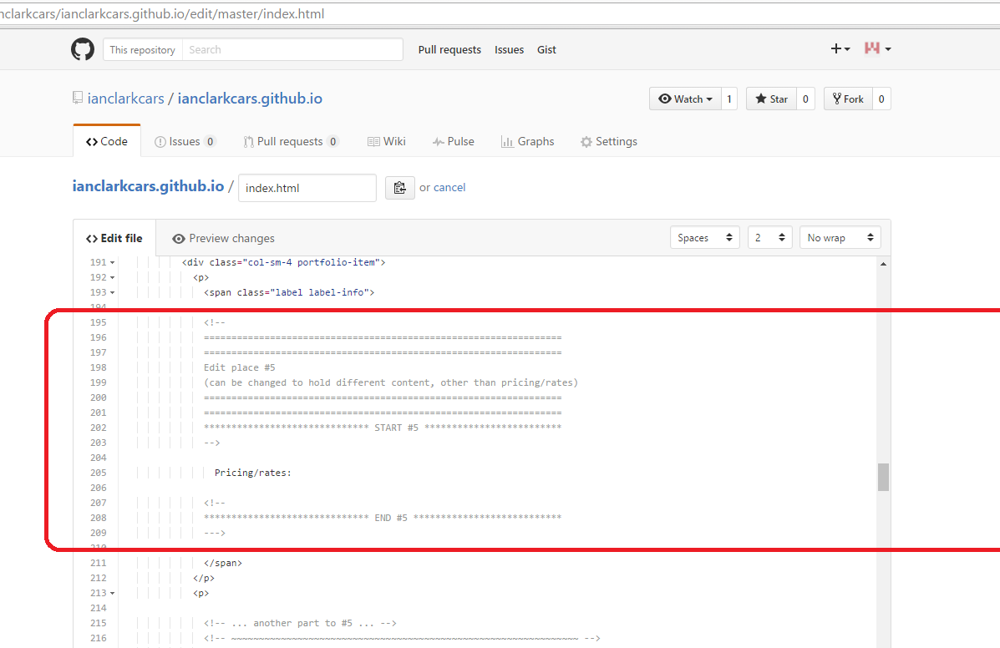 nclarkcars/ianclarkcars.github.io/edit/master/index.html
This repository Search Pull requests Issues Gist
ianclarkcars / ianclarkcars.github.io Watch 1 Star 0 Fork 0
Code Issues 0 Pull requests 0 Wiki Pulse Graphs Settings
ianclarkcars.github.io / index.html or cancel
Edit file Preview changes Spaces 2 No wrap
191 <div class="col-sm-4 portfolio-item">
192 <p>
193 <span class="label label-info">
194
195 <!--
196 =================================================================
197 =================================================================
198 Edit place #5
199 (can be changed to hold different content, other than pricing/rates)
200 =================================================================
201 =================================================================
202 ****************************** START #5 *************************
203 -->
204
205 Pricing/rates:
206
207 <!--
208 ****************************** END #5 ***************************
209 --->
210
211 </span>
212 </p>
213 <p>
214
215 <!-- ... another part to #5 ... -->
216 <!-- ~~~~~~~~~~~~~~~~~~~~~~~~~~~~~~~~~~~~~~~~~~~~~~~~~~~~~~~~~~~~~~~ -->